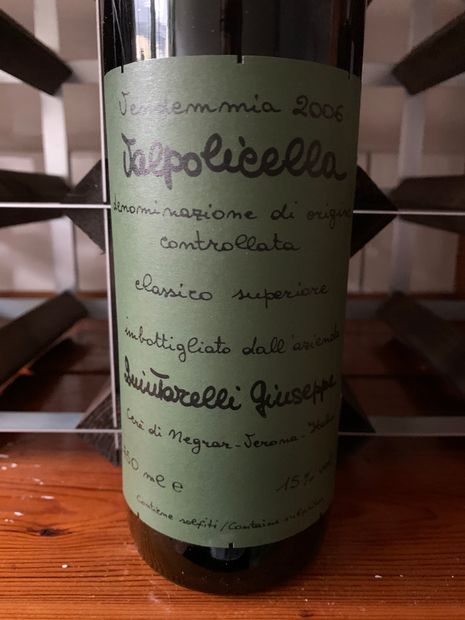 Vendemmia 2006
Valpolicella
denominazione di origine
controllata
classico superiore
imbottigliato dall'azienda
Quintarelli Giuseppe
Cerè di Negrar-Verona-Italia
750 ml e
15% vol
Contiene solfiti/Contains